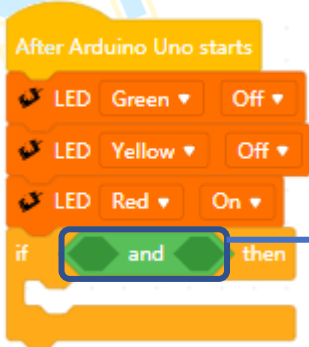 After Arduino Uno starts
LED Green Off
LED Yellow Off
LED Red On
if and then